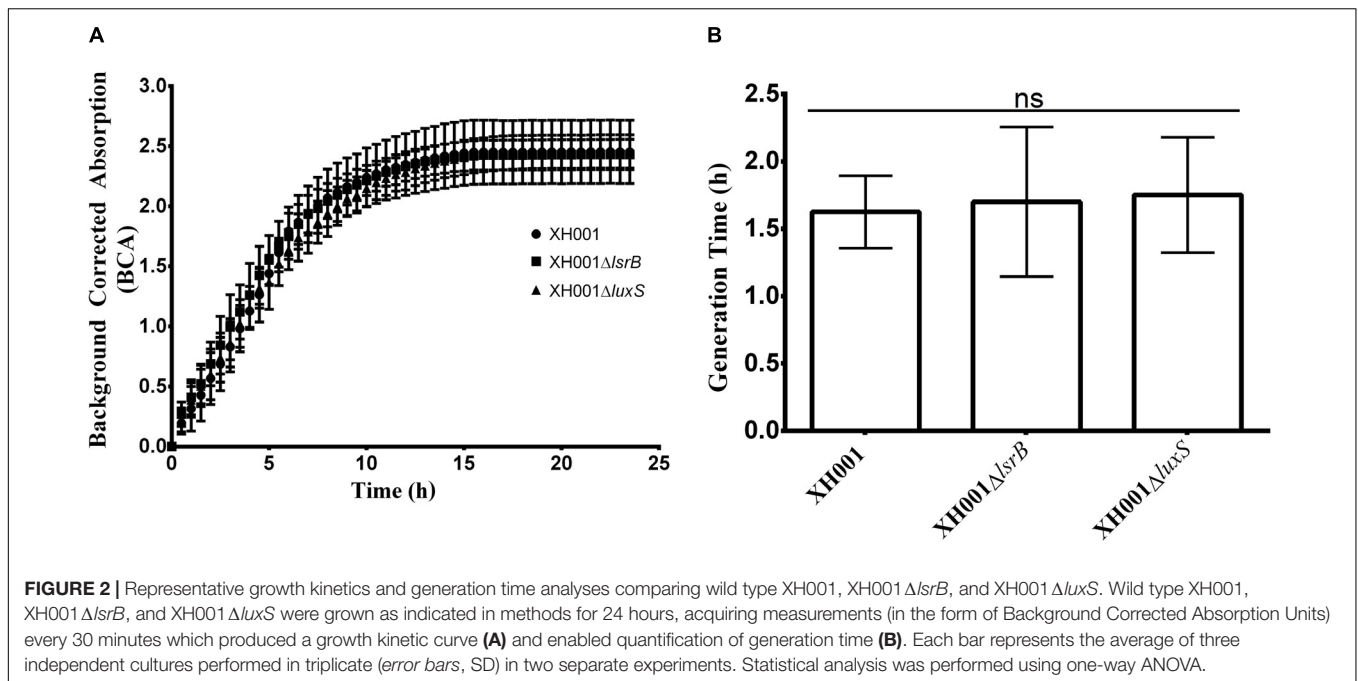 A
Background Corrected Absorption
(BCA)
3.0
2.5
2.0
1.5
1.0
0.5
0.0
0
5
10
15
20
25
Time (h)
XH001
XH001ΔlsrB
XH001ΔluxS
B
Generation Time (h)
2.5
2.0
1.5
1.0
0.5
0.0
ns
XH001
XH001ΔlsrB
XH001ΔluxS
FIGURE 2 | Representative growth kinetics and generation time analyses comparing wild type XH001, XH001ΔlsrB, and XH001ΔluxS. Wild type XH001,
XH001ΔlsrB, and XH001ΔluxS were grown as indicated in methods for 24 hours, acquiring measurements (in the form of Background Corrected Absorption Units)
every 30 minutes which produced a growth kinetic curve (A) and enabled quantification of generation time (B). Each bar represents the average of three
independent cultures performed in triplicate (error bars, SD) in two separate experiments. Statistical analysis was performed using one-way ANOVA.